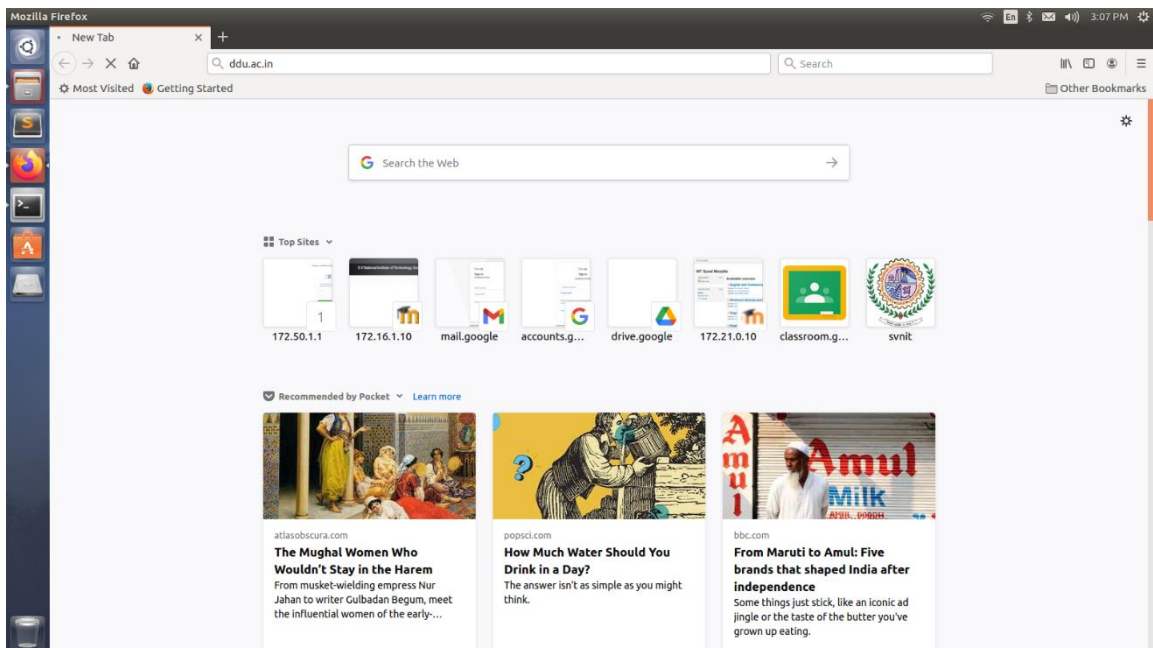 Mozilla Firefox
En
3:07 PM
New Tab
ddu.ac.in
Search
Most Visited
Getting Started
Other Bookmarks
Search the Web
Top Sites
1
172.50.1.1
172.16.1.10
mail.google
accounts.g...
drive.google
172.21.0.10
classroom.g...
svnit
Recommended by Pocket
Learn more
Amul
Amul
Milk
atlasobscura.com
The Mughal Women Who
Wouldn't Stay in the Harem
From musket-wielding empress Nur
Jahan to writer Gulbadan Begum, meet
the influential women of the early-...
popsci.com
How Much Water Should You
Drink in a Day?
The answer isn't as simple as you might
think.
bbc.com
From Maruti to Amul: Five
brands that shaped India after
independence
Some things just stick, like an iconic ad
jingle or the taste of the butter you've
grown up eating.